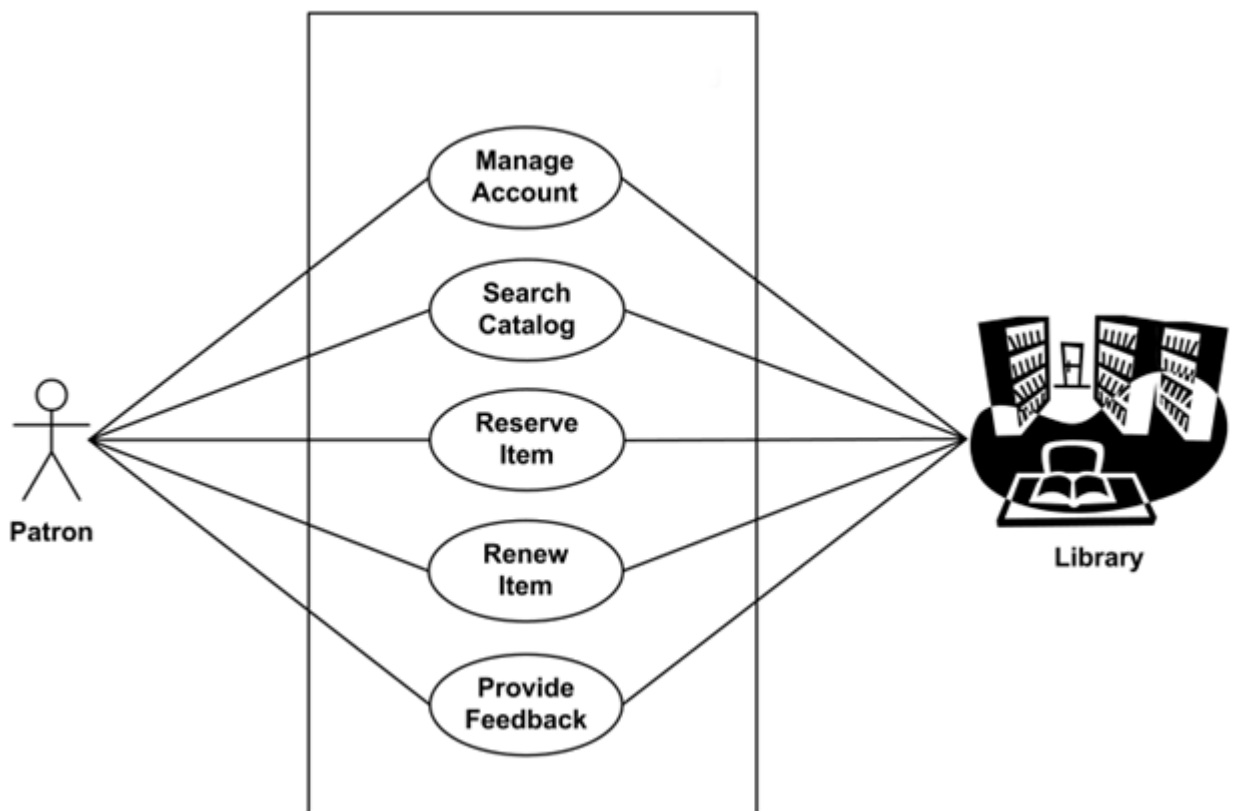 Manage
Account
Search
Catalog
Reserve
Item
Patron
Renew
Item
Library
Provide
Feedback